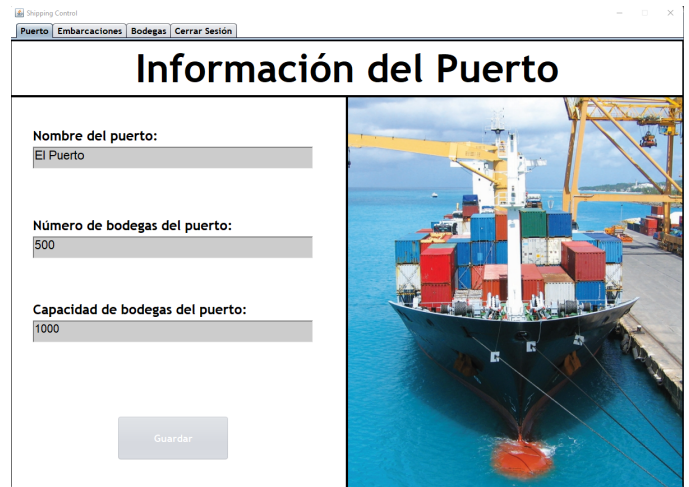 Shipping Control
Puerto Embarcaciones Bodegas Cerrar Sesión
Información del Puerto
Nombre del puerto:
El Puerto
Número de bodegas del puerto:
500
Capacidad de bodegas del puerto:
1000
Guardar